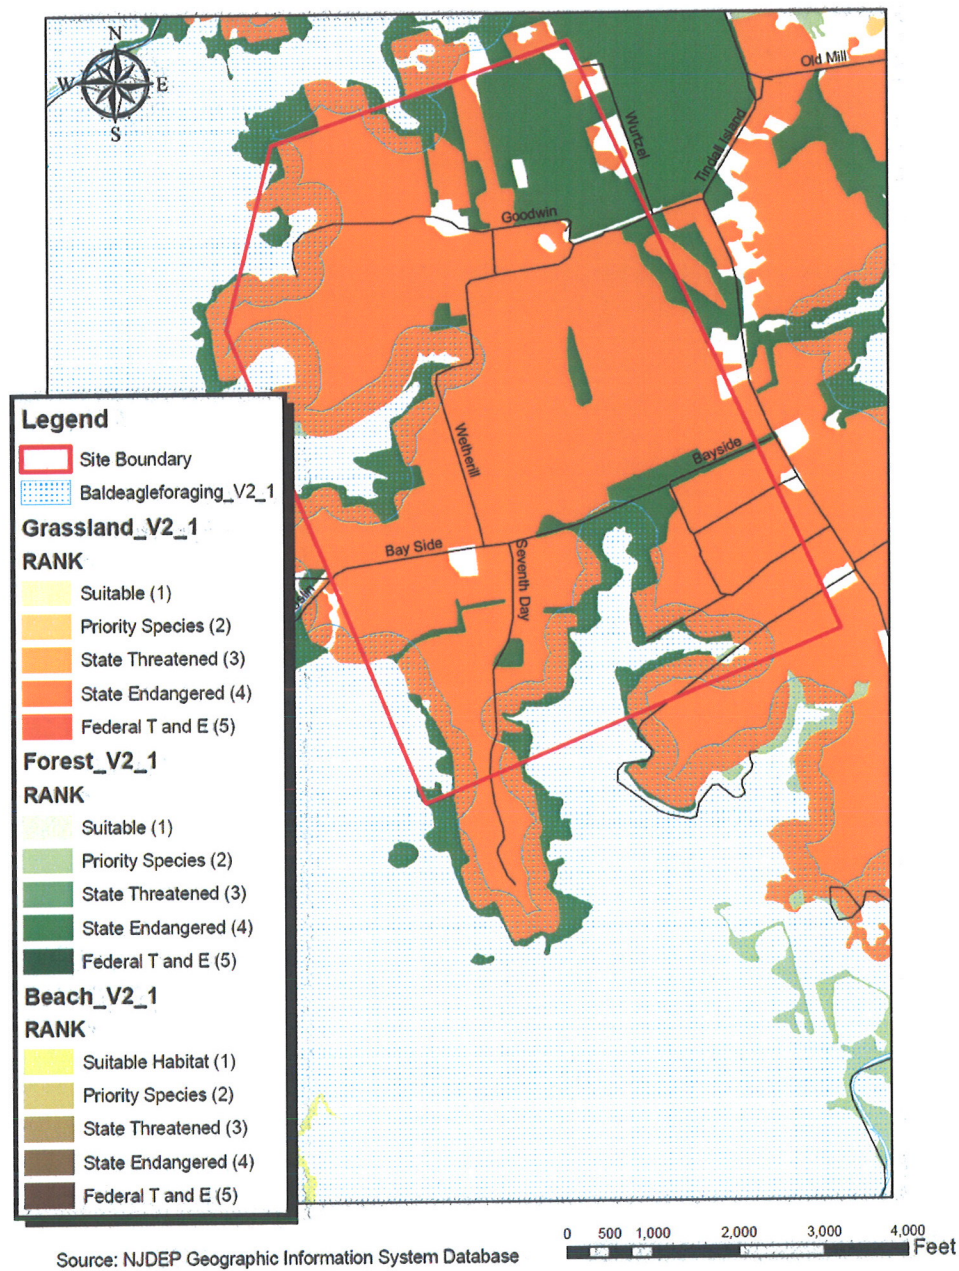 N
W E
S
Old Mill
Wurtzel
Tindall Island
Goodwin
Wetherill
Bayside
Bay Side
Seventh Day
Legend
Site Boundary
Baldeagleforaging_V2_1
Grassland_V2_1
RANK
Suitable (1)
Priority Species (2)
State Threatened (3)
State Endangered (4)
Federal T and E (5)
Forest_V2_1
RANK
Suitable (1)
Priority Species (2)
State Threatened (3)
State Endangered (4)
Federal T and E (5)
Beach_V2_1
RANK
Suitable Habitat (1)
Priority Species (2)
State Threatened (3)
State Endangered (4)
Federal T and E (5)
Source: NJDEP Geographic Information System Database
0 500 1,000 2,000 3,000 4,000
Feet